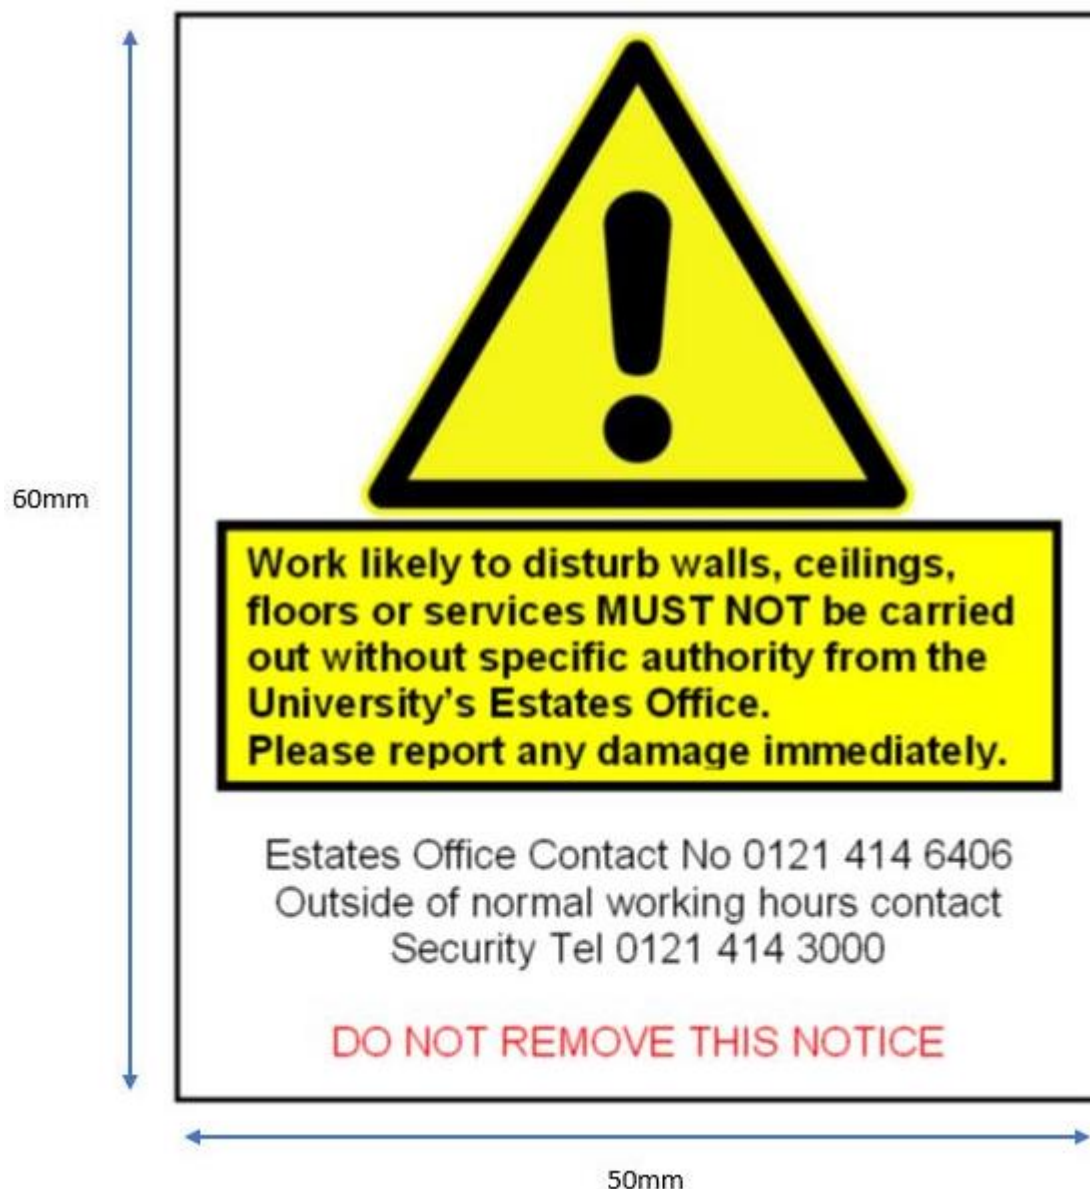 60mm
Work likely to disturb walls, ceilings,
floors or services MUST NOT be carried
out without specific authority from the
University’s Estates Office.
Please report any damage immediately.
Estates Office Contact No 0121 414 6406
Outside of normal working hours contact
Security Tel 0121 414 3000
DO NOT REMOVE THIS NOTICE
50mm